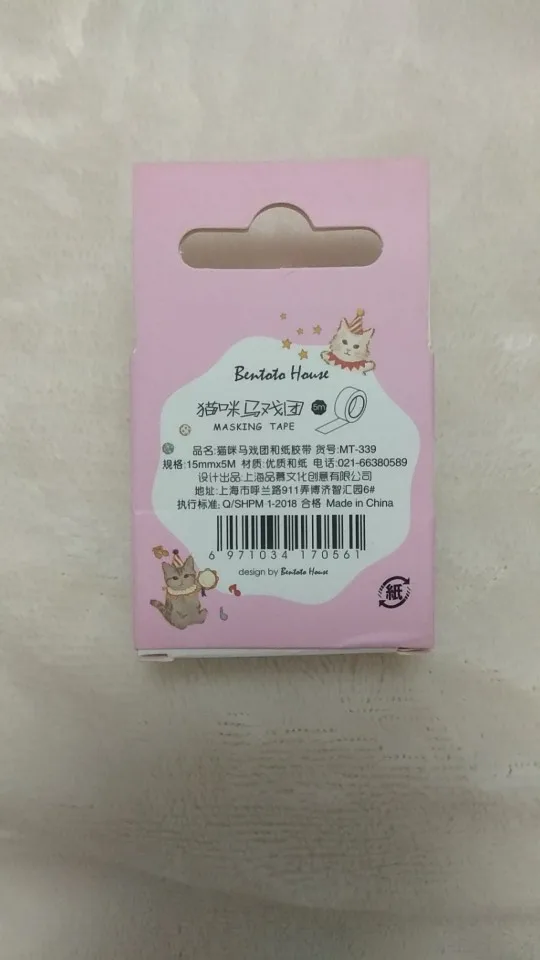 Bentoto House
猫咪马戏团 5m
MASKING TAPE
品名:猫咪马戏团和纸胶带 货号:MT-339
规格:15mmx5M 材质:优质和纸 电话:021-66380589
设计出品:上海品慕文化创意有限公司
地址:上海市呼兰路911弄博济智汇园6#
执行标准:Q/SHPM 1-2018 合格 Made in China
6 971034 170561
design by Bentoto House
紙